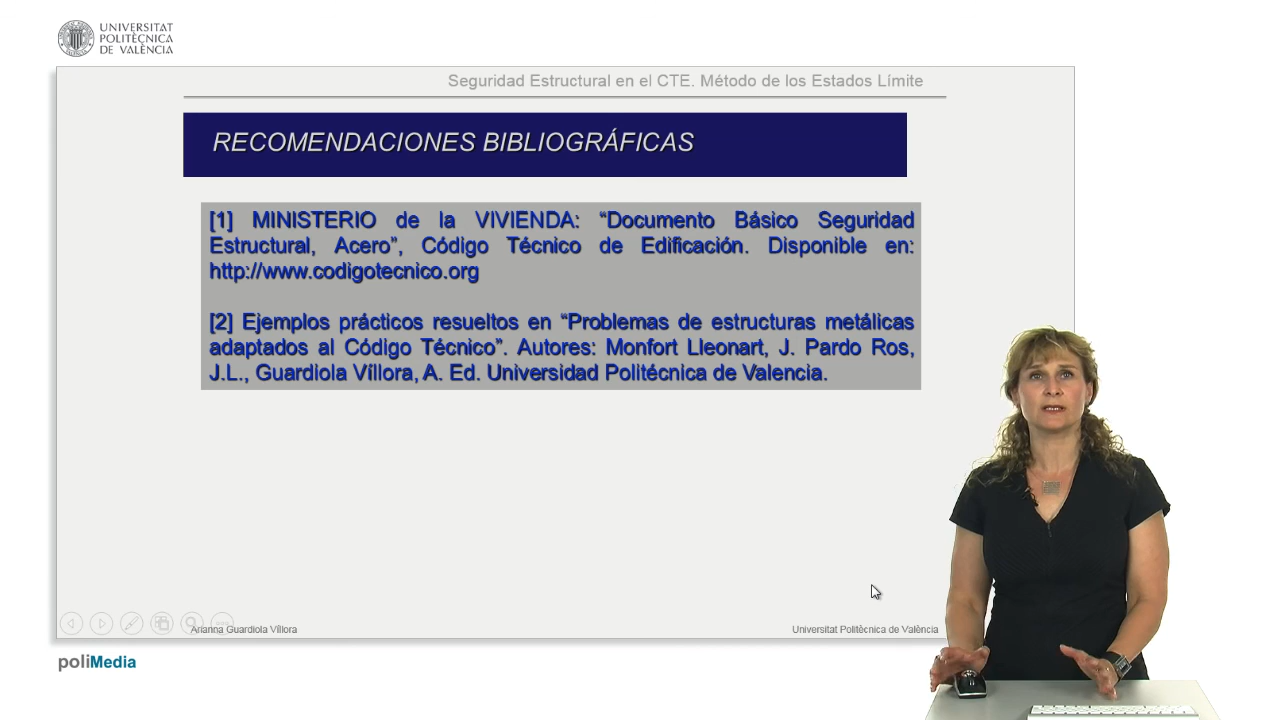 UNIVERSITAT
POLITÈCNICA
DE VALÈNCIA
Seguridad Estructural en el CTE. Método de los Estados Límite
RECOMENDACIONES BIBLIOGRÁFICAS
[1] MINISTERIO de la VIVIENDA: “Documento Básico Seguridad
Estructural, Acero”, Código Técnico de Edificación. Disponible en:
http://www.codigotecnico.org
[2] Ejemplos prácticos resueltos en “Problemas de estructuras metálicas
adaptados al Código Técnico”. Autores: Monfort Lleonart, J. Pardo Ros,
J.L., Guardiola Víllora, A. Ed. Universidad Politécnica de Valencia.
Arianna Guardiola Víllora
Universitat Politècnica de València
poliMedia